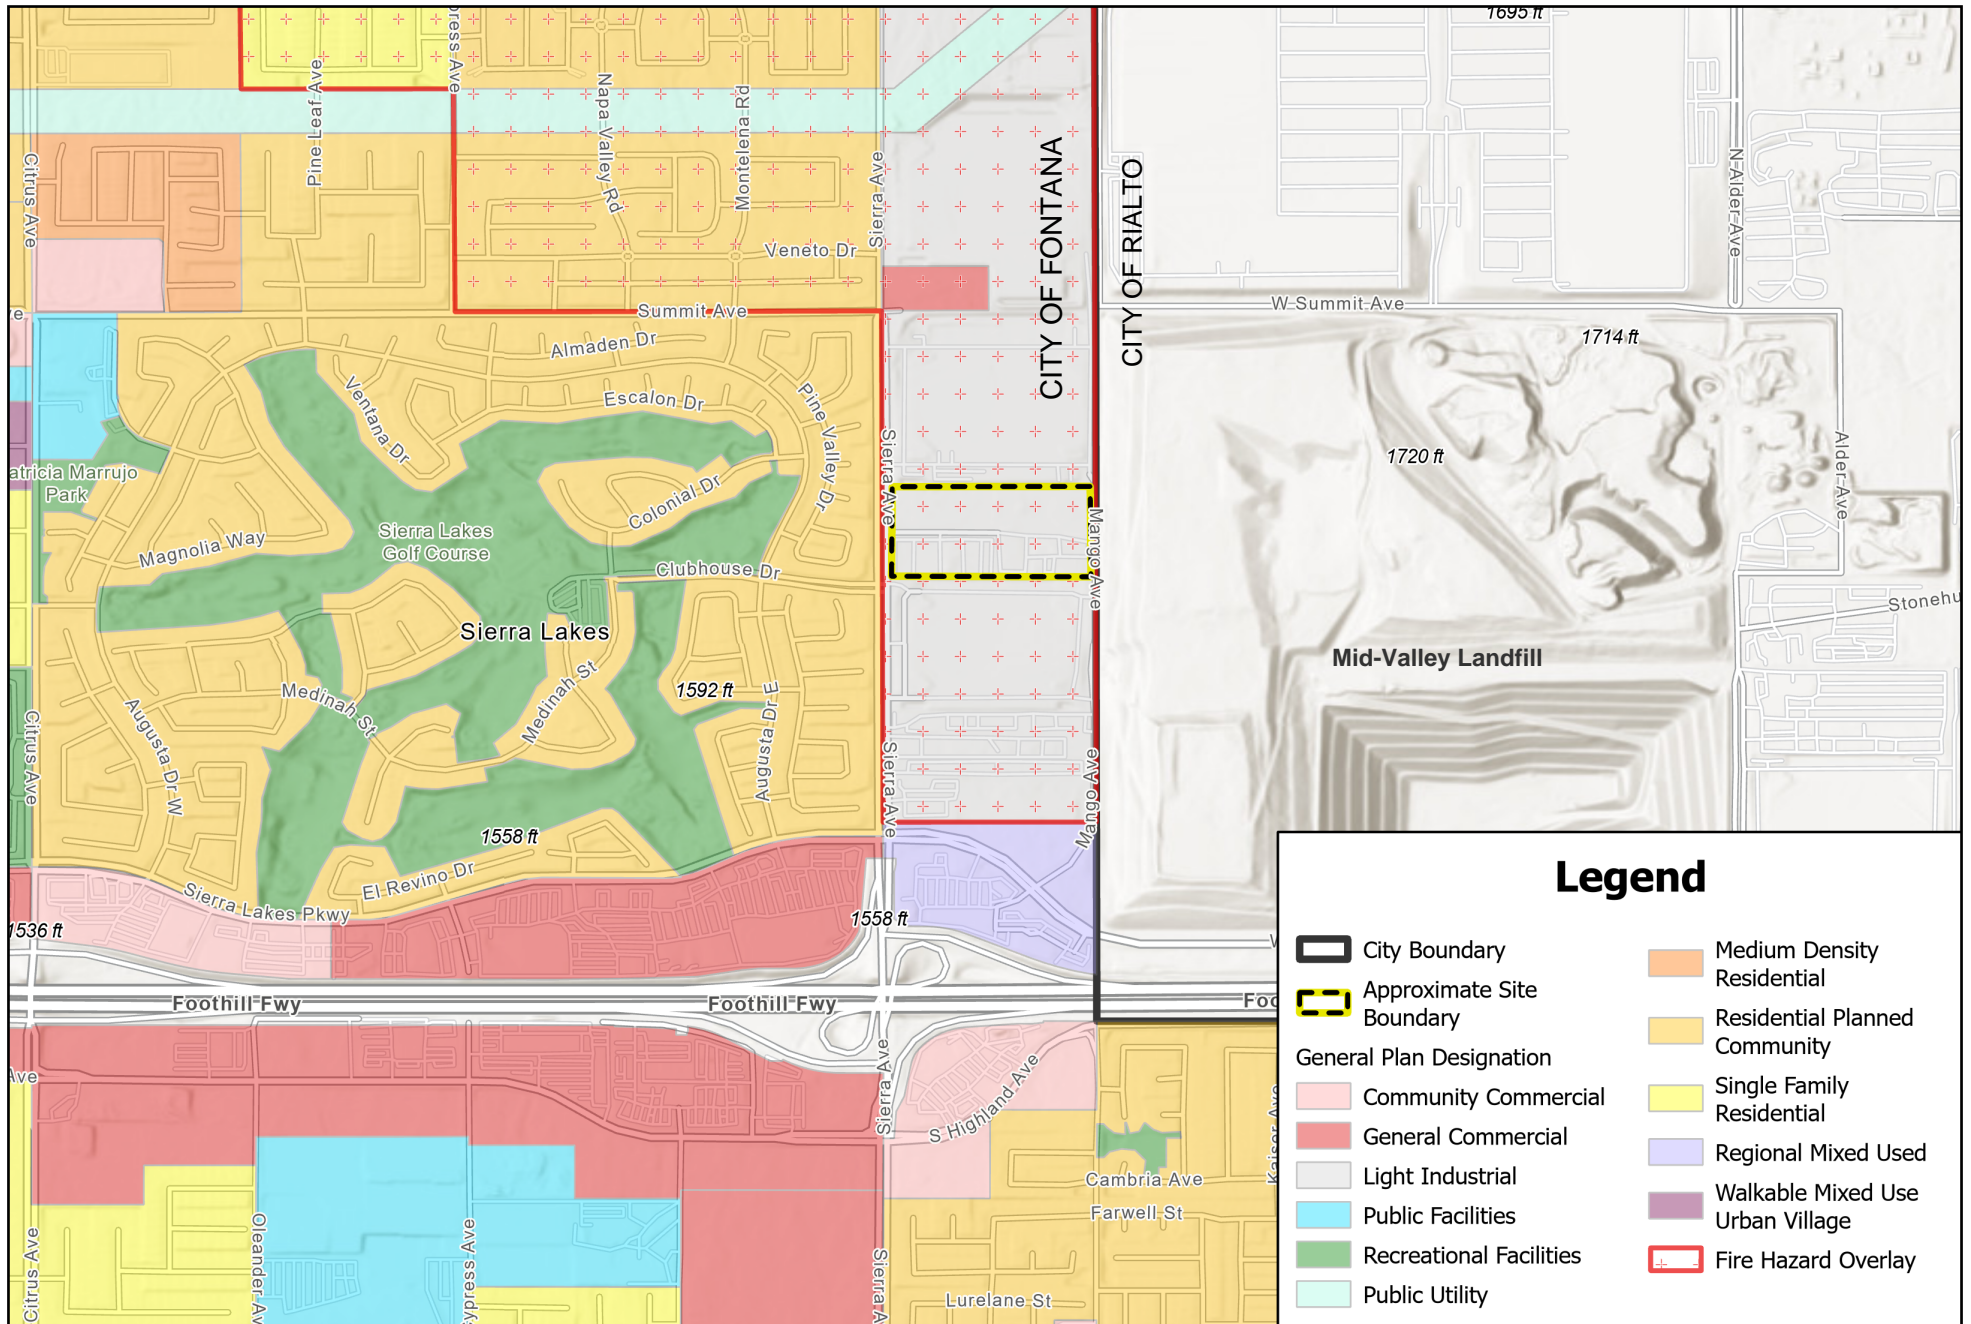 1695 ft
press Ave
Pine Leaf Ave
Napa Valley Rd
Montelena Rd
Citrus Ave
Sierra Ave
CITY OF FONTANA
CITY OF RIALTO
N Alder Ave
Veneto Dr
Summit Ave
W Summit Ave
ve
Almaden Dr
1714 ft
Ventana Dr
Escalon Dr
Pine Valley Dr
Sierra Ave
1720 ft
Alder Ave
atricia Marrujo
Park
Colonial Dr
Sierra Lakes
Golf Course
Magnolia Way
Mango Ave
Clubhouse Dr
Stonehu
Sierra Lakes
Mid-Valley Landfill
Medinah St
Medinah St
1592 ft
Augusta Dr W
Augusta Dr E
Citrus Ave
Sierra Ave
Mango Ave
1558 ft
El Revino Dr
Sierra Lakes Pkwy
1536 ft
1558 ft
W
Foothill Fwy
Foothill Fwy
Foo
Ave
Sierra Ave
S Highland Ave
Kaiser Ave
Cambria Ave
Farwell St
Citrus Ave
Oleander Av
ypress Ave
Sierra A
Lurelane St
Legend
City Boundary
Approximate Site
Boundary
General Plan Designation
Community Commercial
General Commercial
Light Industrial
Public Facilities
Recreational Facilities
Public Utility
Medium Density
Residential
Residential Planned
Community
Single Family
Residential
Regional Mixed Used
Walkable Mixed Use
Urban Village
Fire Hazard Overlay